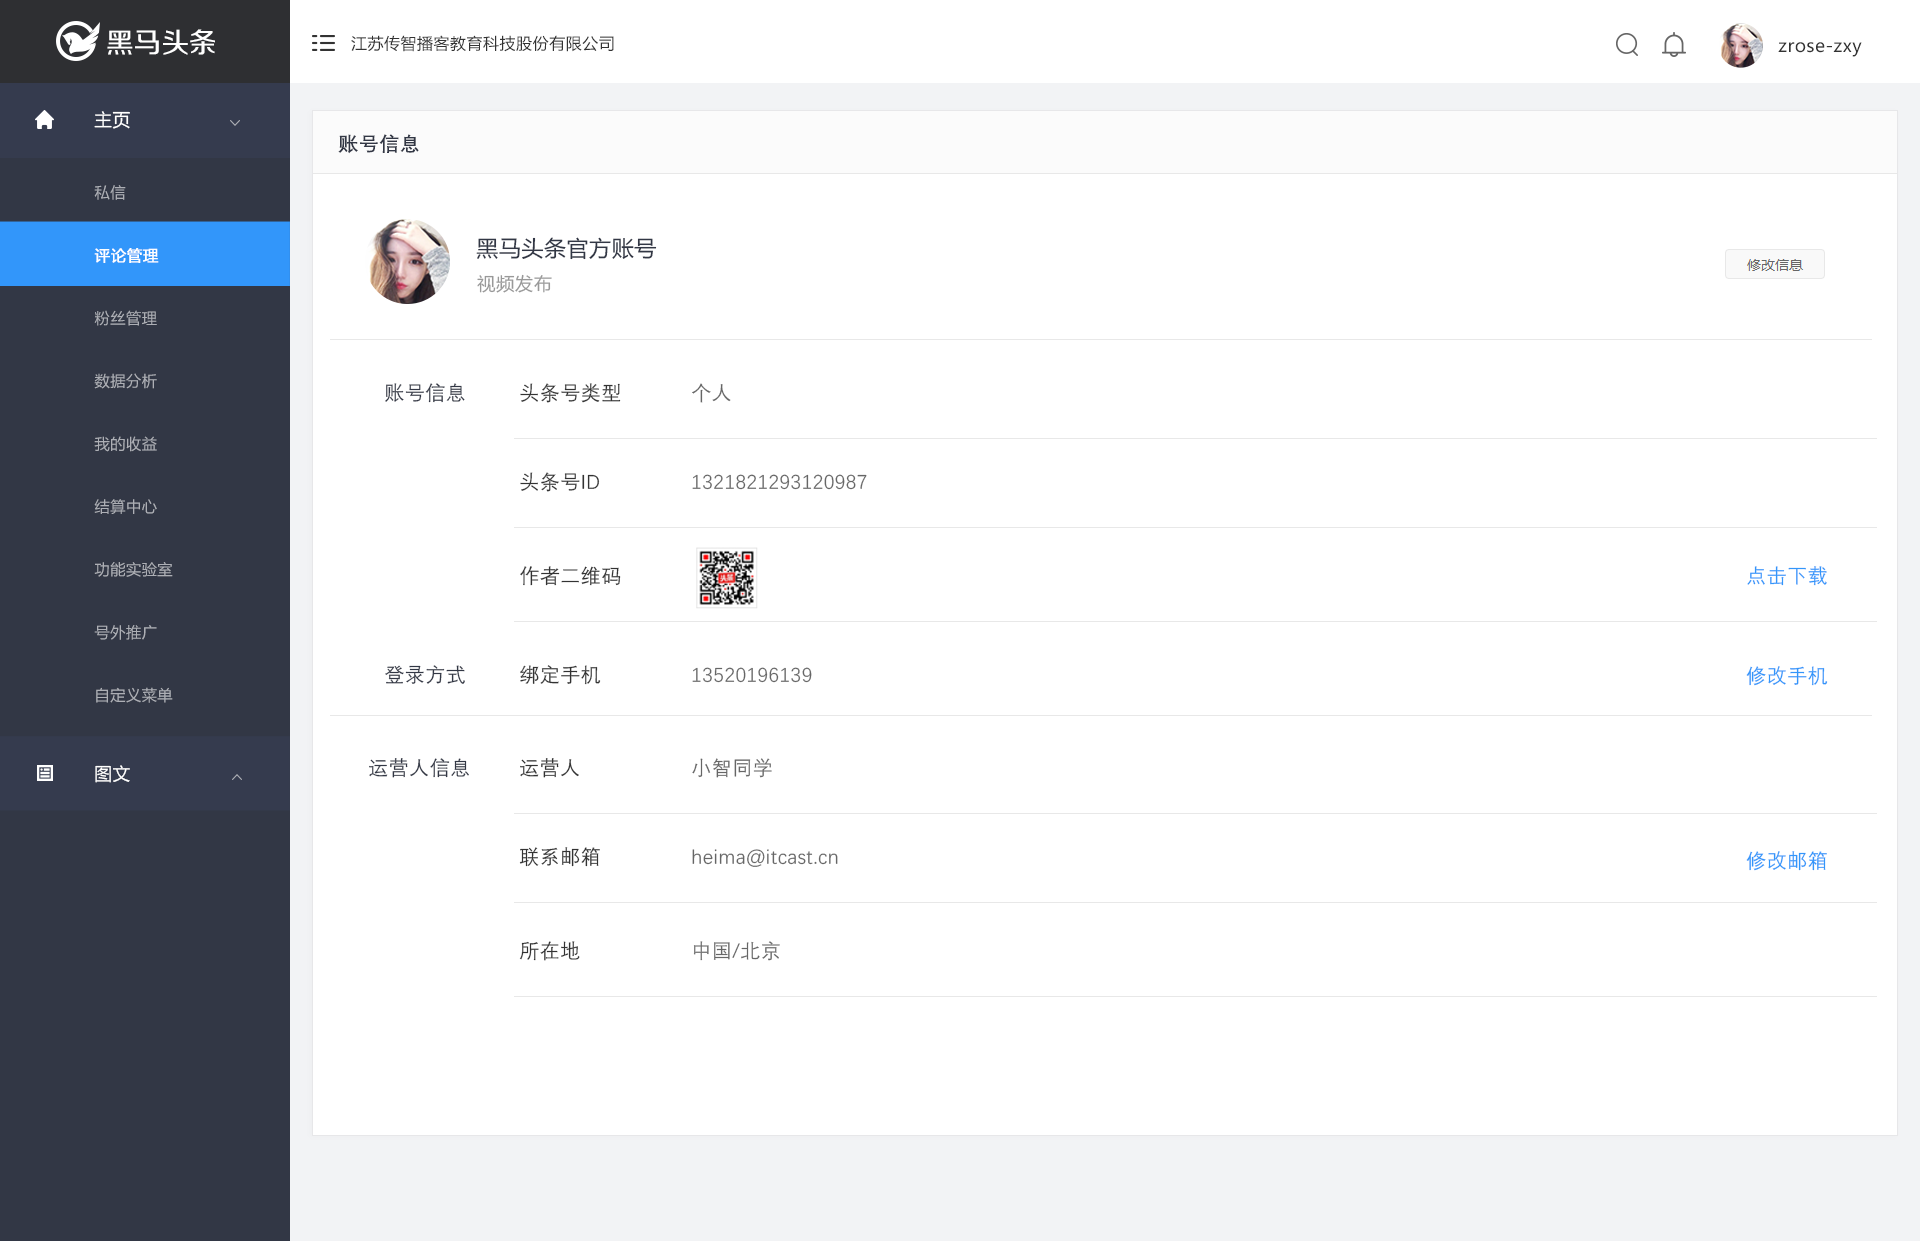 黑马头条
江苏传智播客教育科技股份有限公司
zrose-zxy
主页
私信
评论管理
粉丝管理
数据分析
我的收益
结算中心
功能实验室
号外推广
自定义菜单
图文
账号信息
黑马头条官方账号
视频发布
修改信息
账号信息 头条号类型 个人
头条号ID 1321821293120987
作者二维码 点击下载
登录方式 绑定手机 13520196139 修改手机
运营人信息 运营人 小智同学
联系邮箱 heima@itcast.cn 修改邮箱
所在地 中国/北京